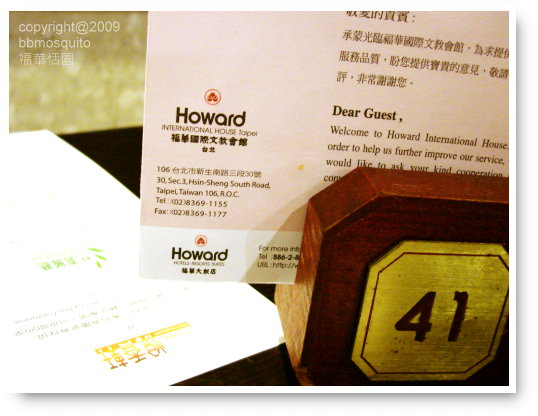 copyright@2009
bbmosquito
福華恬園
敬愛的貴賓：
承蒙光臨福華國際文教會館，為求提供
服務品質，盼您提供寶貴的意見，敬請
評，非常謝謝您。
Dear Guest ,
Welcome to Howard International House,
order to help us further improve our service,
would like to ask your kind cooperation
Howard
INTERNATIONAL HOUSE Taipei
福華國際文教會館
台北
106 台北市新生南路三段30號
30, Sec.3, Hsin-Sheng South Road,
Taipei, Taiwan 106, R.O.C.
Tel : (02)8369-1155
Fax : (02)8369-1177
Howard
HOTELS‧RESORTS‧SUITES
福華大飯店
For more info
Tel : 886-2-8
URL : http://w
41
怡香軒